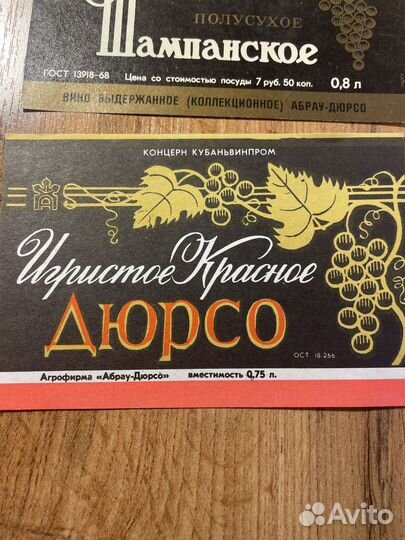 ПОЛУСУХОЕ
Шампанское
ГОСТ 13918-68 Цена со стоимостью посуды 7 руб. 50 коп. 0,8 л
ВИНО ВЫДЕРЖАННОЕ (КОЛЛЕКЦИОННОЕ) АБРАУ-ДЮРСО
КОНЦЕРН КУБАНЬВИНПРОМ
Игристое Красное
ДЮРСО
ОСТ 18-266
Агрофирма «Абрау-Дюрсо» вместимость 0,75 л.
Avito